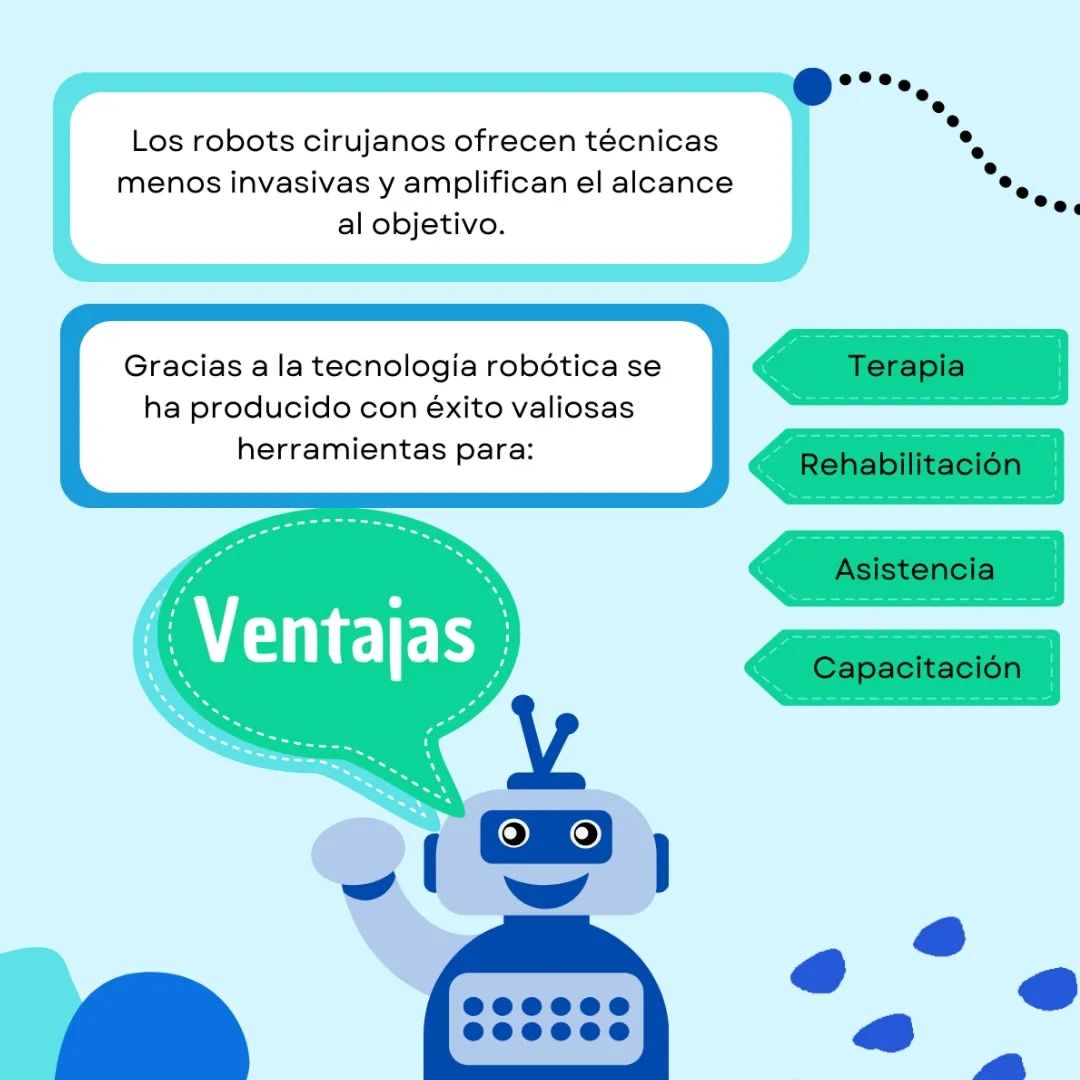 Los robots cirujanos ofrecen técnicas
menos invasivas y amplifican el alcance
al objetivo.
Gracias a la tecnología robótica se
ha producido con éxito valiosas
herramientas para:
Terapia
Rehabilitación
Asistencia
Capacitación
Ventajas